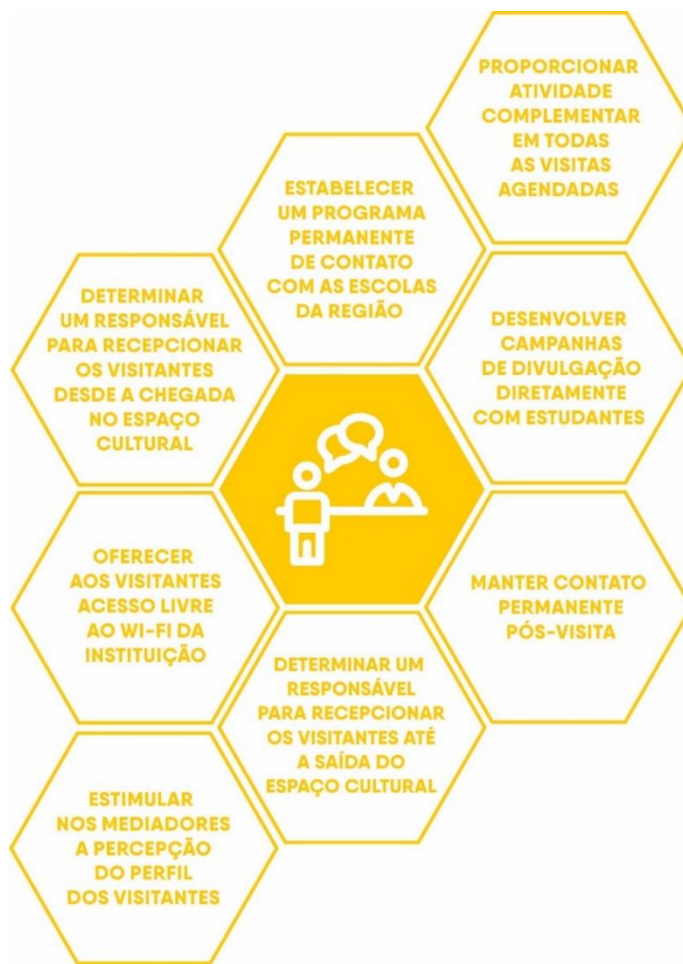 PROPORCIONAR
ATIVIDADE
COMPLEMENTAR
EM TODAS
AS VISITAS
AGENDADAS
ESTABELECER
UM PROGRAMA
PERMANENTE
DE CONTATO
COM AS ESCOLAS
DA REGIÃO
DETERMINAR
UM RESPONSÁVEL
PARA RECEPCIONAR
OS VISITANTES
DESDE A CHEGADA
NO ESPAÇO
CULTURAL
DESENVOLVER
CAMPANHAS
DE DIVULGAÇÃO
DIRETAMENTE
COM ESTUDANTES
OFERECER
AOS VISITANTES
ACESSO LIVRE
AO WI-FI DA
INSTITUIÇÃO
MANTER CONTATO
PERMANENTE
PÓS-VISITA
DETERMINAR UM
RESPONSÁVEL
PARA RECEPCIONAR
OS VISITANTES ATÉ
A SAÍDA DO
ESPAÇO CULTURAL
ESTIMULAR
NOS MEDIADORES
A PERCEPÇÃO
DO PERFIL
DOS VISITANTES